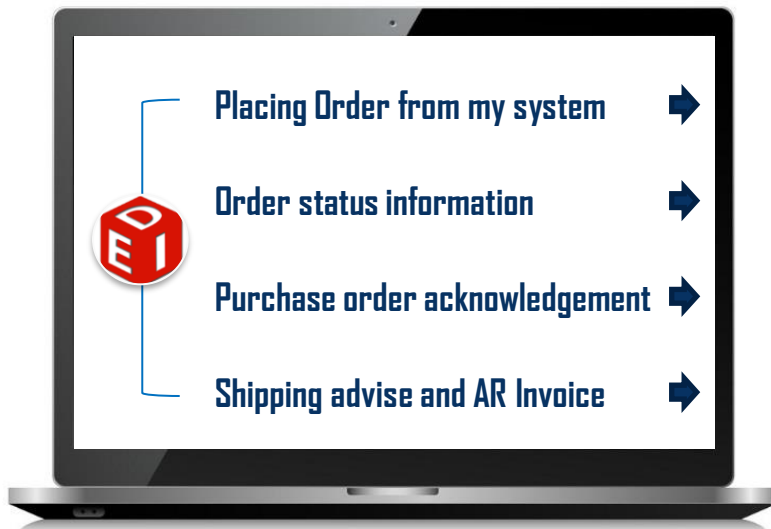 Placing Order from my system
Order status information
EDI
Purchase order acknowledgement
Shipping advise and AR Invoice